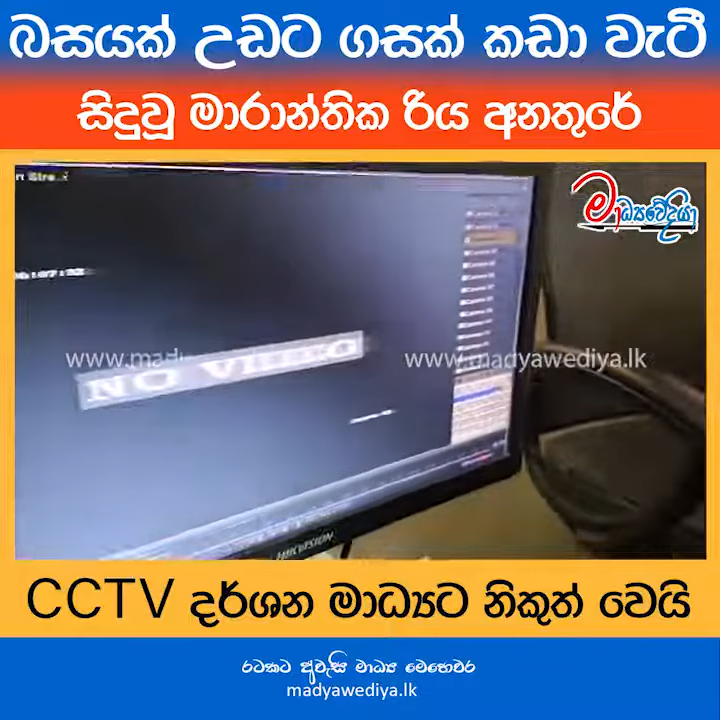 බසයක් උඩට ගසක් කඩා වැටී
සිදුවූ මාරාන්තික රිය අනතුරේ
මාධ්‍යවේදියා
NO VIDEO
www.madyawediya.lk
HIKVISION
CCTV දර්ශන මාධ්‍යට නිකුත් වෙයි
රටකට අවැසි මාධ්‍ය මෙහෙවර
madyawediya.lk